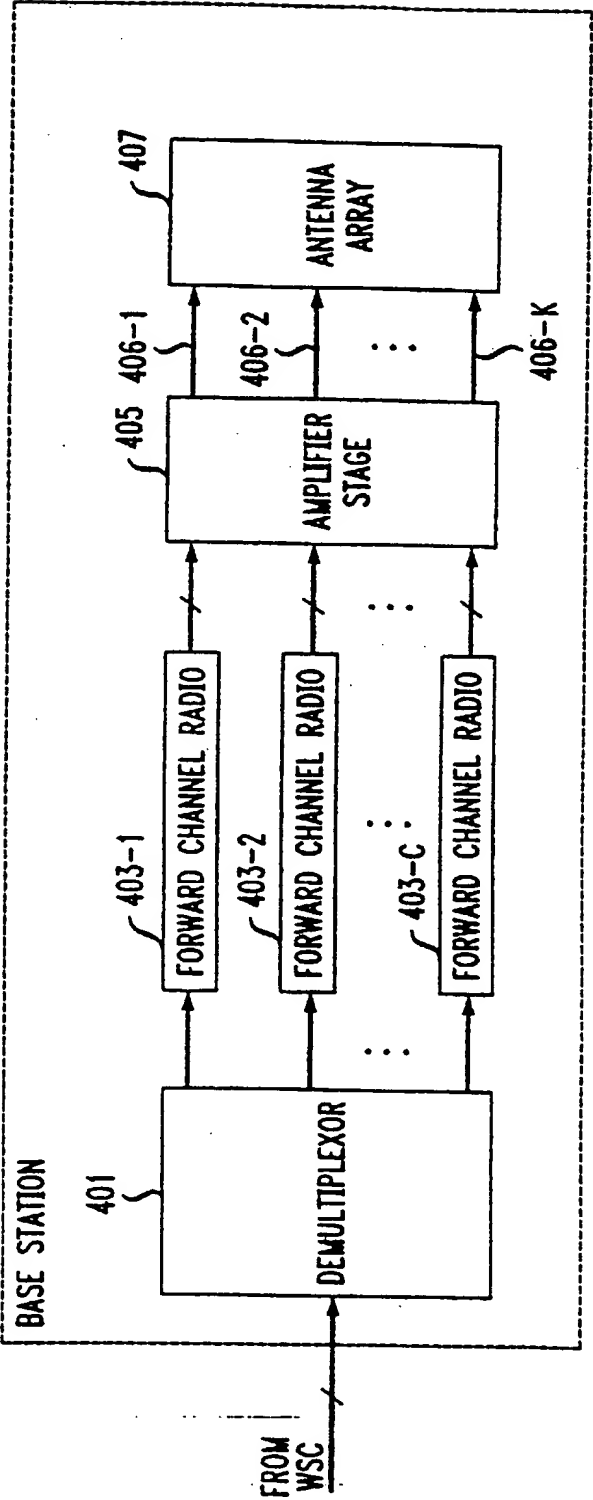 BASE STATION
FROM
WSC
401
DEMULTIPLEXOR
403-1
FORWARD CHANNEL RADIO
403-2
FORWARD CHANNEL RADIO
403-C
FORWARD CHANNEL RADIO
405
AMPLIFIER
STAGE
406-1
406-2
406-K
407
ANTENNA
ARRAY